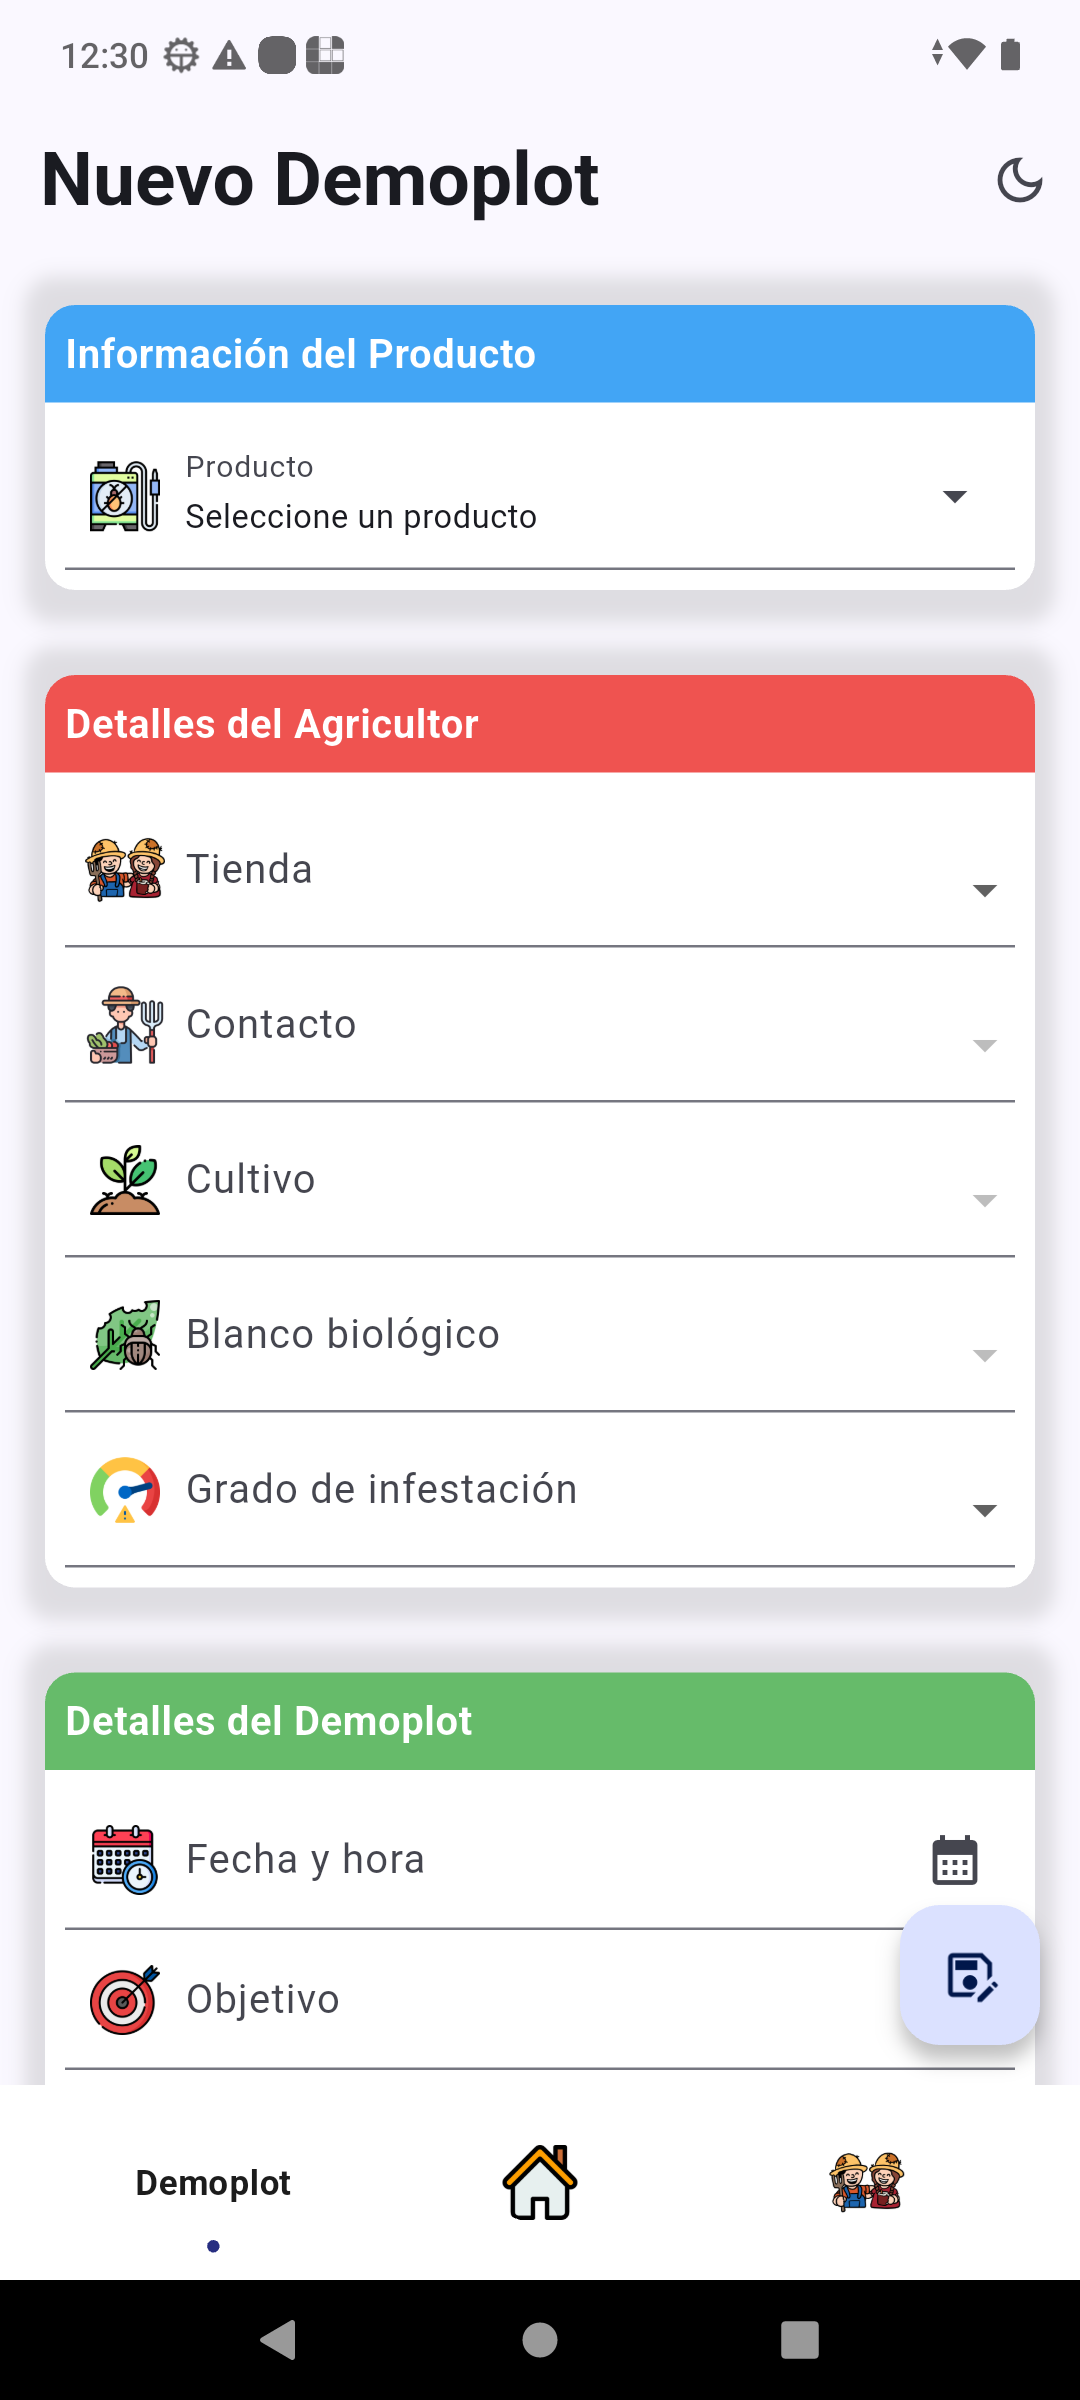 12:30
Nuevo Demoplot
Información del Producto
Producto
Seleccione un producto
Detalles del Agricultor
Tienda
Contacto
Cultivo
Blanco biológico
Grado de infestación
Detalles del Demoplot
Fecha y hora
Objetivo
Demoplot